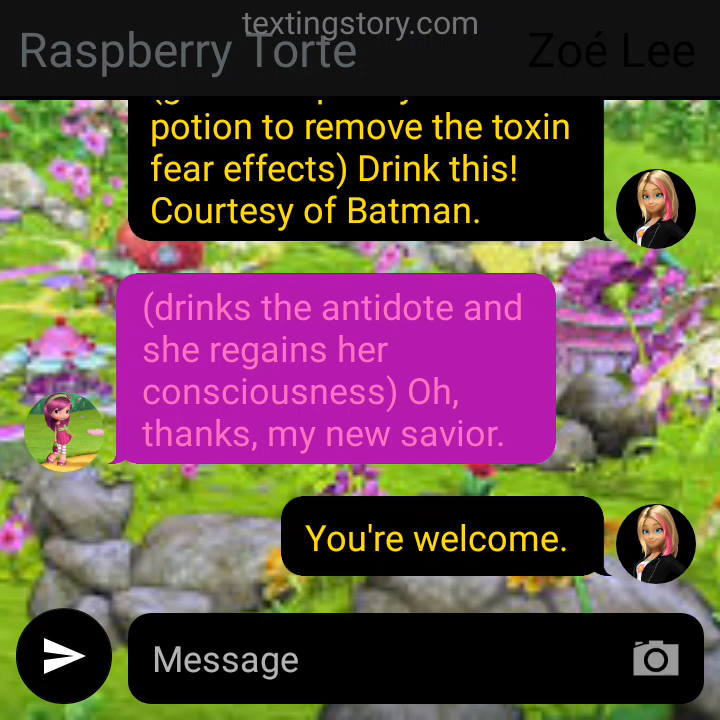 textingstory.com
Raspberry Torte
Zoé Lee
potion to remove the toxin
fear effects) Drink this!
Courtesy of Batman.
(drinks the antidote and
she regains her
consciousness) Oh,
thanks, my new savior.
You're welcome.
Message